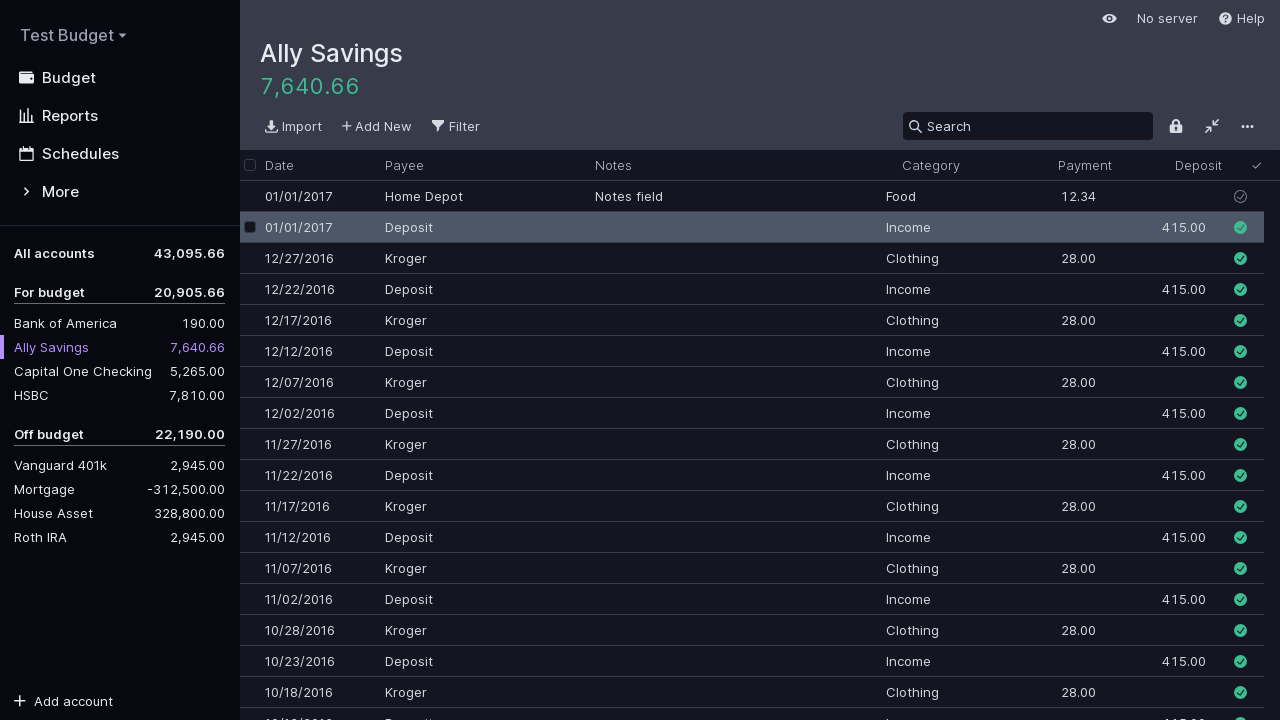 Test Budget
Budget
Reports
Schedules
More
All accounts 43,095.66
For budget 20,905.66
Bank of America 190.00
Ally Savings 7,640.66
Capital One Checking 5,265.00
HSBC 7,810.00
Off budget 22,190.00
Vanguard 401k 2,945.00
Mortgage -312,500.00
House Asset 328,800.00
Roth IRA 2,945.00
Add account
No server Help
Ally Savings
7,640.66
Import Add New Filter Search
Date Payee Notes Category Payment Deposit
01/01/2017 Home Depot Notes field Food 12.34
01/01/2017 Deposit Income 415.00
12/27/2016 Kroger Clothing 28.00
12/22/2016 Deposit Income 415.00
12/17/2016 Kroger Clothing 28.00
12/12/2016 Deposit Income 415.00
12/07/2016 Kroger Clothing 28.00
12/02/2016 Deposit Income 415.00
11/27/2016 Kroger Clothing 28.00
11/22/2016 Deposit Income 415.00
11/17/2016 Kroger Clothing 28.00
11/12/2016 Deposit Income 415.00
11/07/2016 Kroger Clothing 28.00
11/02/2016 Deposit Income 415.00
10/28/2016 Kroger Clothing 28.00
10/23/2016 Deposit Income 415.00
10/18/2016 Kroger Clothing 28.00